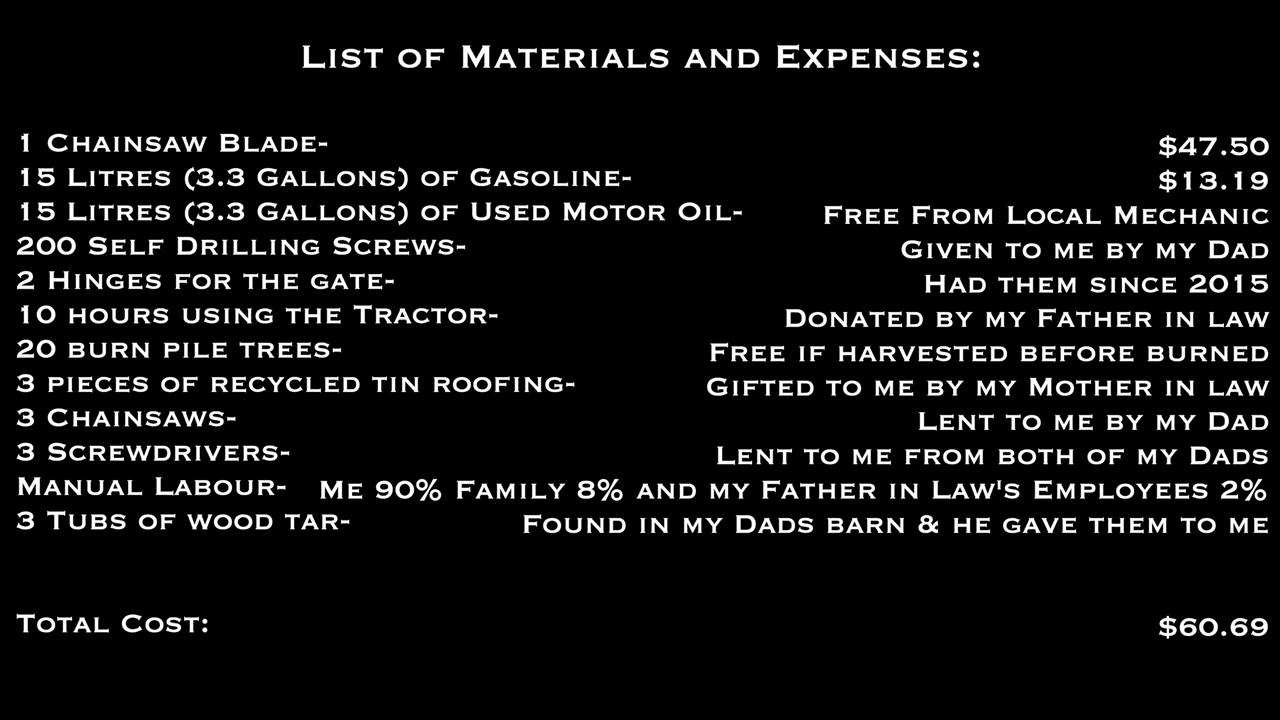 List of Materials and Expenses:
1 Chainsaw Blade- $47.50
15 Litres (3.3 Gallons) of Gasoline- $13.19
15 Litres (3.3 Gallons) of Used Motor Oil- Free From Local Mechanic
200 Self Drilling Screws- Given to me by my Dad
2 Hinges for the gate- Had them since 2015
10 hours using the Tractor- Donated by my Father in law
20 burn pile trees- Free if harvested before burned
3 pieces of recycled tin roofing- Gifted to me by my Mother in law
3 Chainsaws- Lent to me by my Dad
3 Screwdrivers- Lent to me from both of my Dads
Manual Labour- Me 90% Family 8% and my Father in Law's Employees 2%
3 Tubs of wood tar- Found in my Dads barn & he gave them to me
Total Cost: $60.69